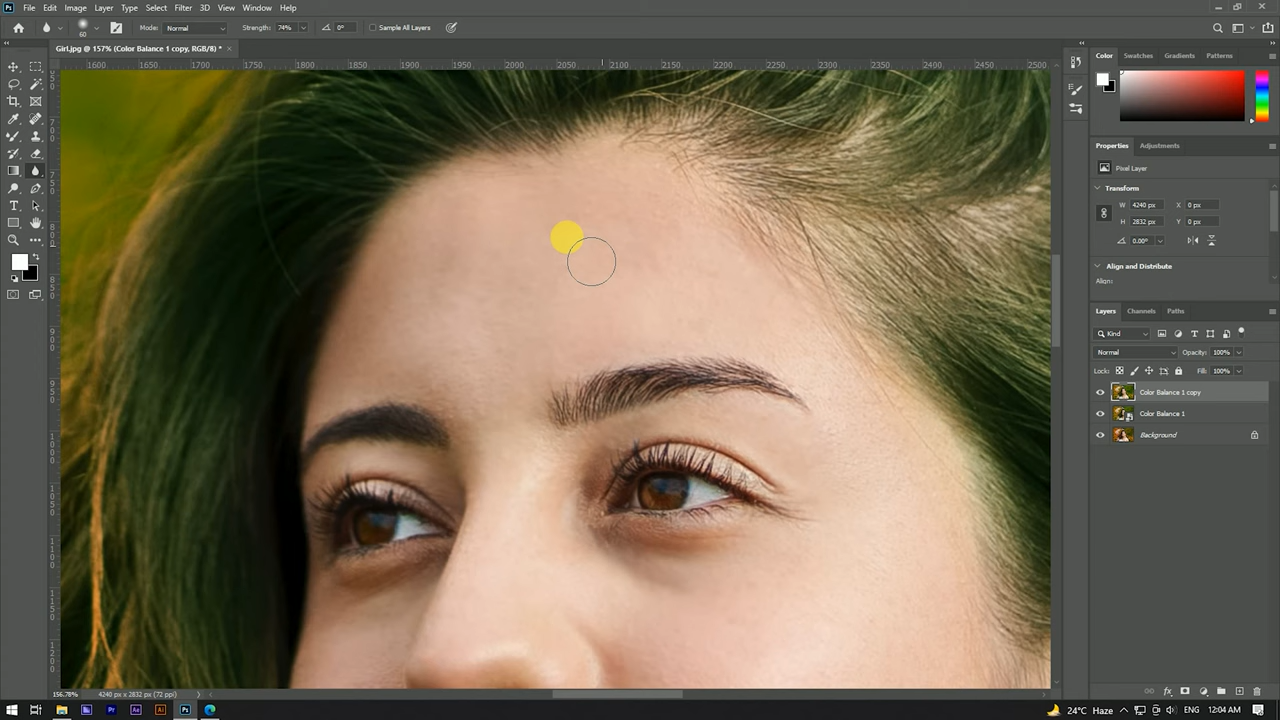 File Edit Image Layer Type Select Filter 3D View Window Help
60 Mode: Normal Strength: 74% 0° Sample All Layers
Girl.jpg @ 157% (Color Balance 1 copy, RGB/8) *
1600 1650 1700 1750 1800 1850 1900 1950 2000 2050 2100 2150 2200 2250 2300 2350 2400 2450 2500
Color Swatches Gradients Patterns
Properties Adjustments
Pixel Layer
Transform
W 4240 px X 0 px
H 2832 px Y 0 px
0.00°
Align and Distribute
Align:
Layers Channels Paths
Kind
Normal Opacity: 100%
Lock: Fill: 100%
Color Balance 1 copy
Color Balance 1
Background
156.78% 4240 px x 2832 px (72 ppi)
24°C Haze ENG 12:04 AM